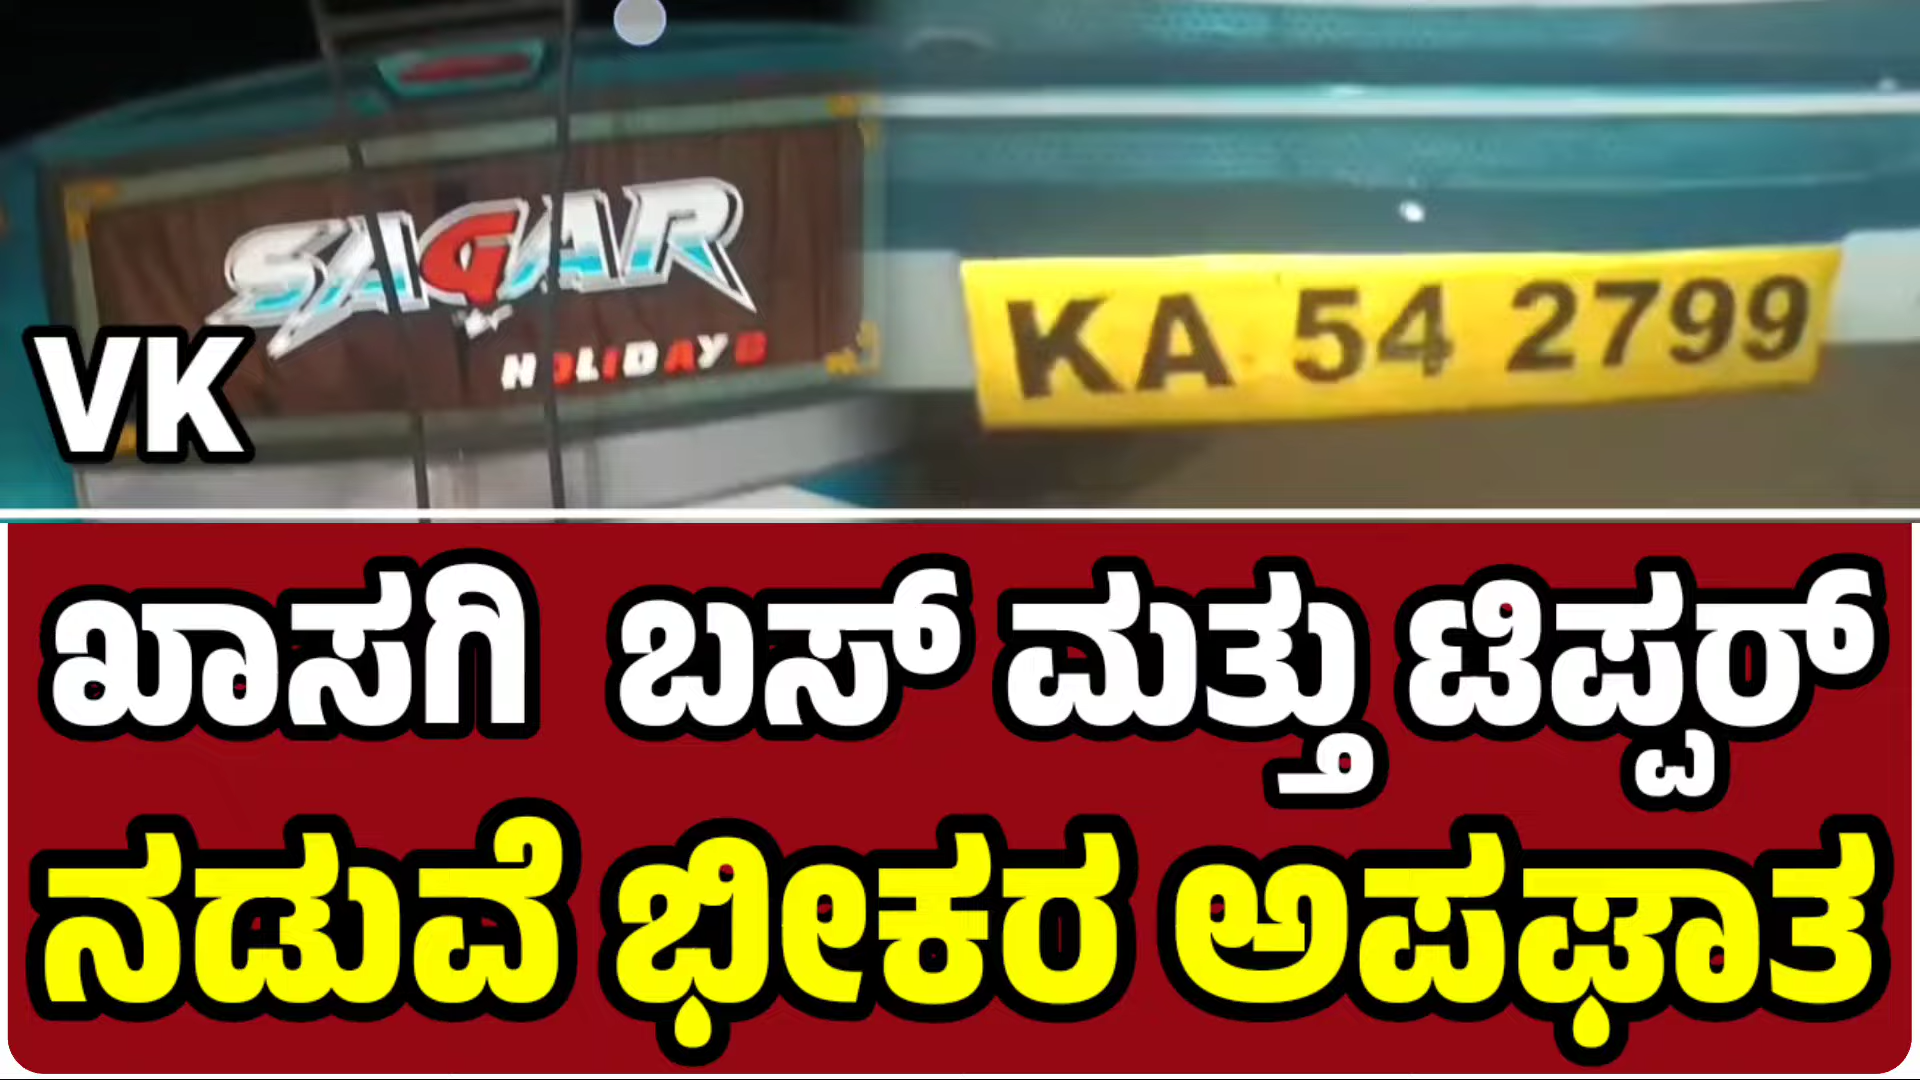 SAGAR
HOLIDAYS
KA 54 2799
VK
ಖಾಸಗಿ ಬಸ್ ಮತ್ತು ಟಿಪ್ಪರ್
ನಡುವೆ ಭೀಕರ ಅಪಘಾತ